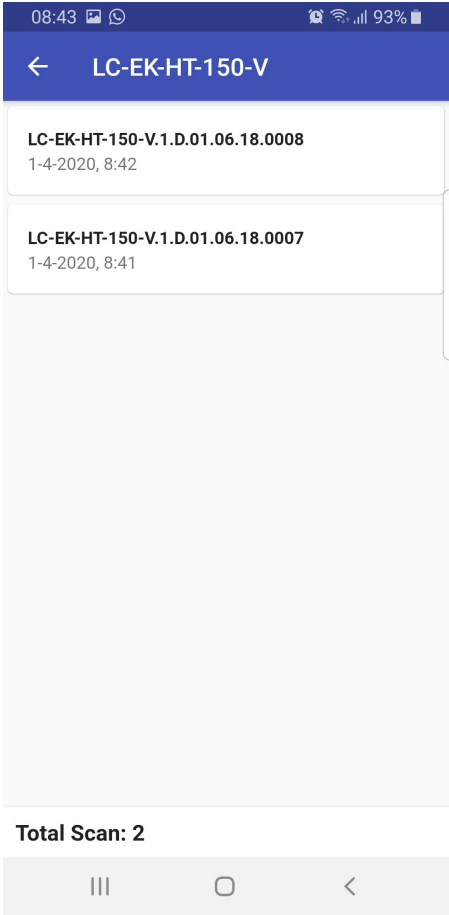 08:43 93%
LC-EK-HT-150-V
LC-EK-HT-150-V.1.D.01.06.18.0008
1-4-2020, 8:42
LC-EK-HT-150-V.1.D.01.06.18.0007
1-4-2020, 8:41
Total Scan: 2